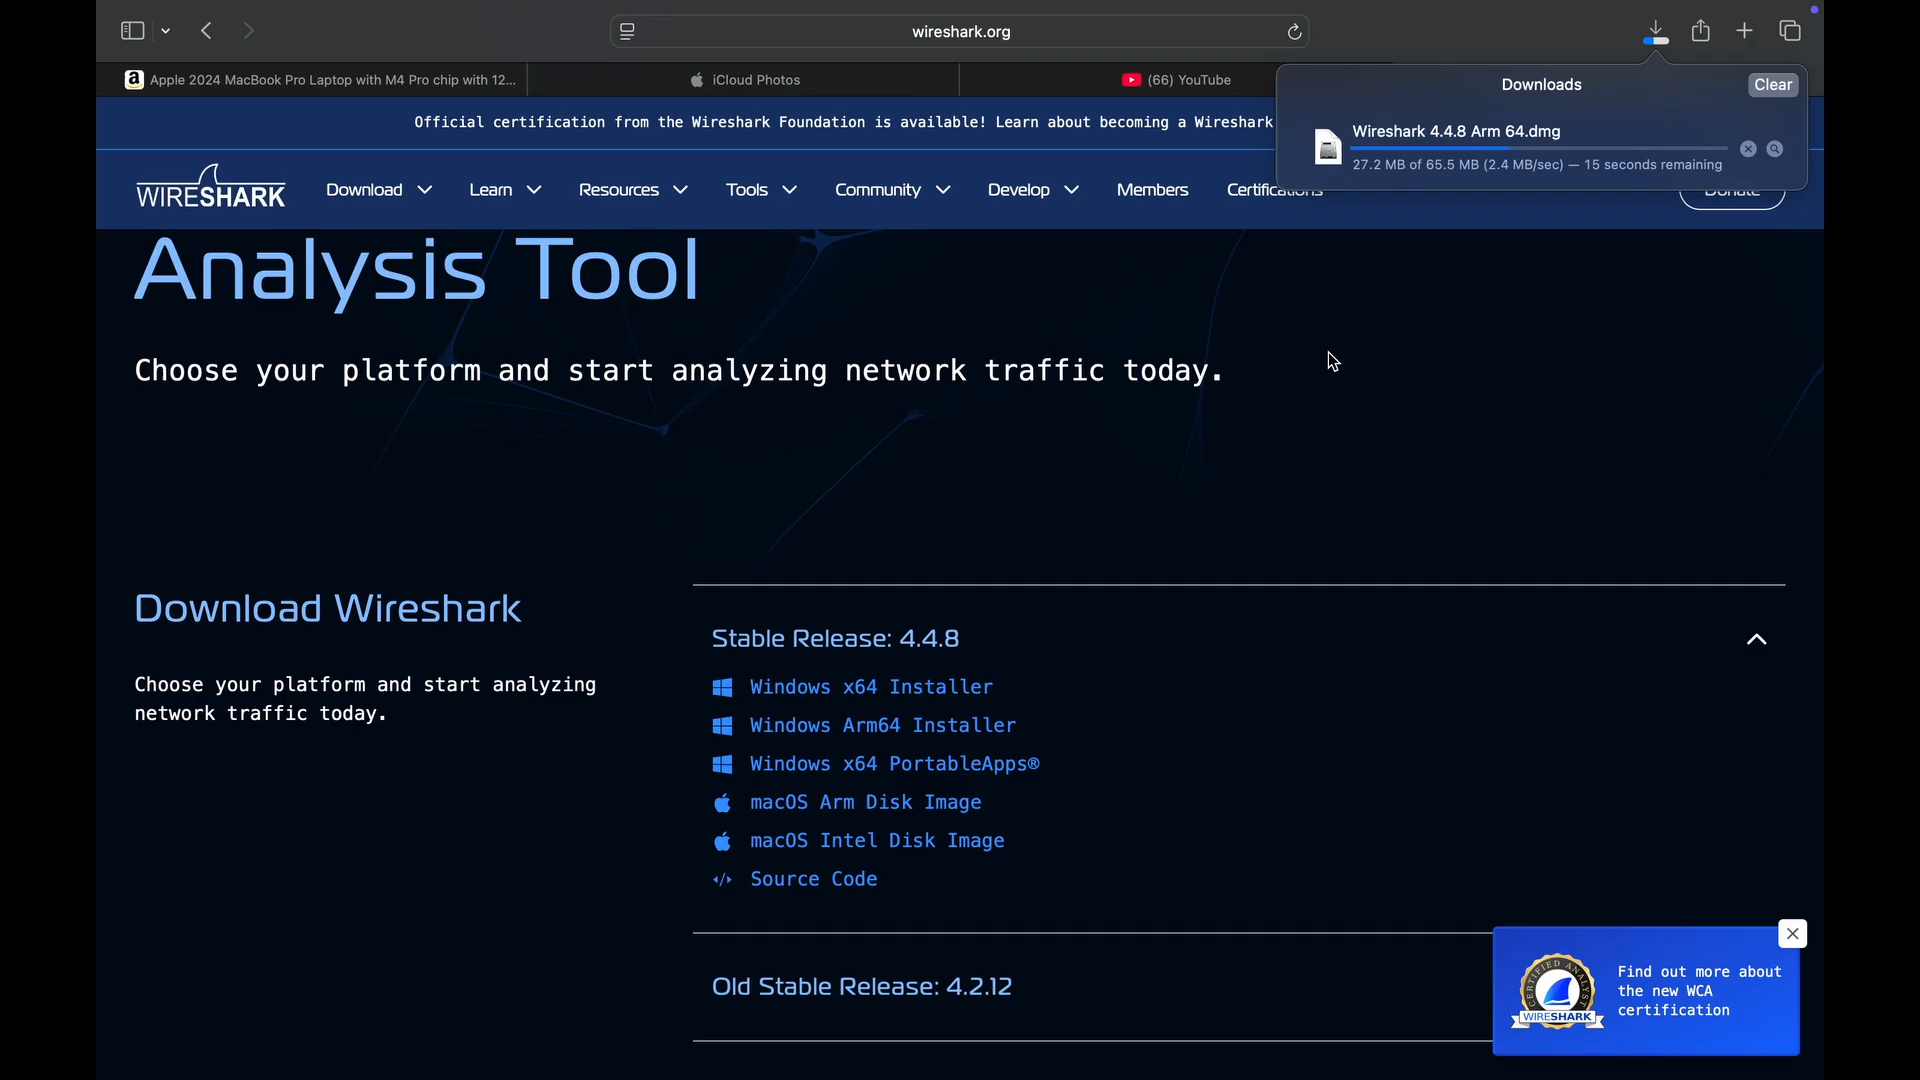 wireshark.org
Apple 2024 MacBook Pro Laptop with M4 Pro chip with 12...
iCloud Photos
(66) YouTube
Downloads
Clear
Wireshark 4.4.8 Arm 64.dmg
27.2 MB of 65.5 MB (2.4 MB/sec) — 15 seconds remaining
Official certification from the Wireshark Foundation is available! Learn about becoming a Wireshark
WIRESHARK
Download
Learn
Resources
Tools
Community
Develop
Members
Certifications
Donate
Analysis Tool
Choose your platform and start analyzing network traffic today.
Download Wireshark
Choose your platform and start analyzing
network traffic today.
Stable Release: 4.4.8
Windows x64 Installer
Windows Arm64 Installer
Windows x64 PortableApps®
macOS Arm Disk Image
macOS Intel Disk Image
Source Code
Old Stable Release: 4.2.12
CERTIFIED ANALYST
WIRESHARK
Find out more about
the new WCA
certification